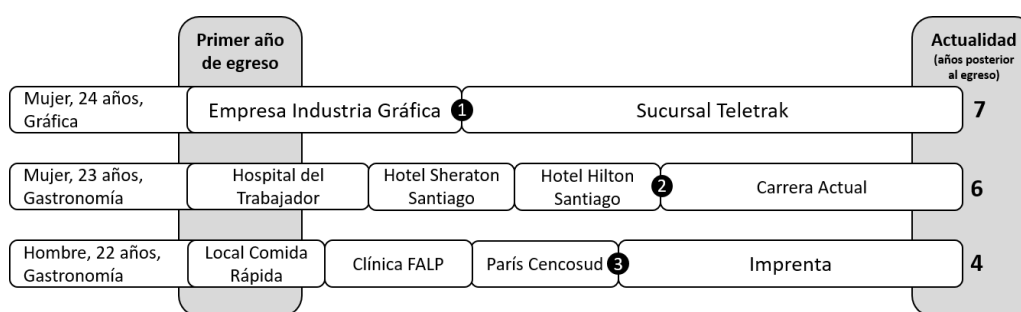 Primer año
de egreso
Actualidad
(años posterior
al egreso)
Mujer, 24 años,
Gráfica
Empresa Industria Gráfica
1
Sucursal Teletrak
7
Mujer, 23 años,
Gastronomía
Hospital del
Trabajador
Hotel Sheraton
Santiago
Hotel Hilton
Santiago
2
Carrera Actual
6
Hombre, 22 años,
Gastronomía
Local Comida
Rápida
Clínica FALP
París Cencosud
3
Imprenta
4